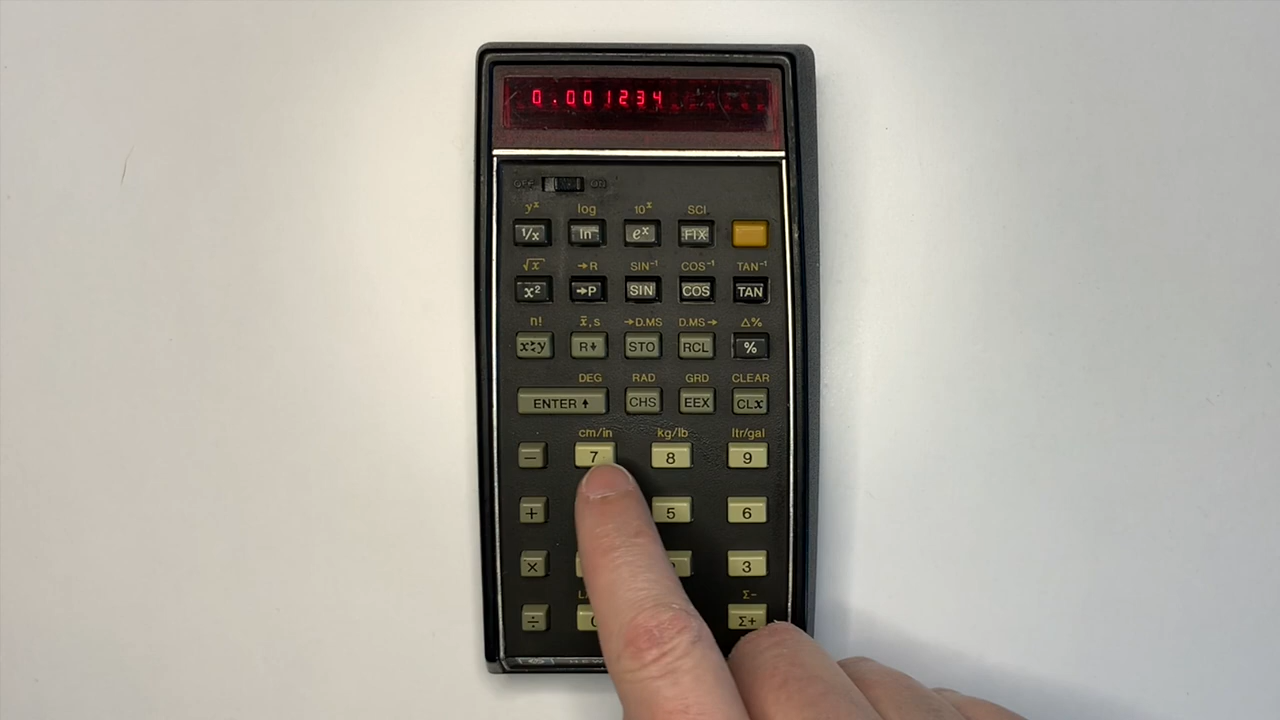 0.001234
OFF ON
yˣ log 10ˣ SCI
1/x ln eˣ FIX
√x →R SIN⁻¹ COS⁻¹ TAN⁻¹
x² →P SIN COS TAN
n! x̄,s →D.MS D.MS→ Δ%
x≷y R↓ STO RCL %
DEG RAD GRD CLEAR
ENTER↑ CHS EEX CLx
cm/in kg/lb ltr/gal
− 7 8 9
+ 5 6
× 3
Σ−
÷ Σ+
hp